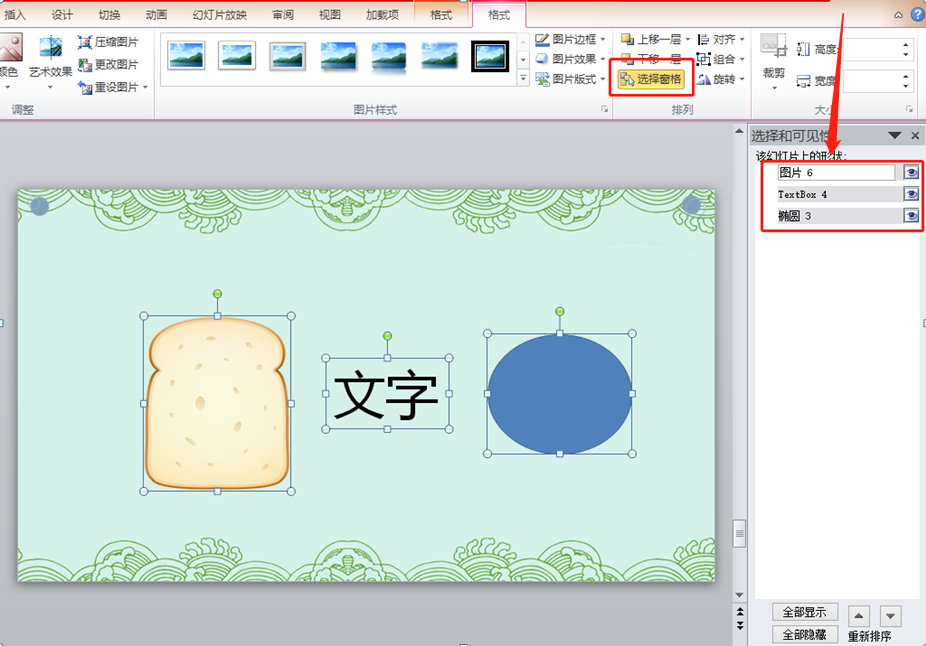 插入 设计 切换 动画 幻灯片放映 审阅 视图 加载项 格式 格式
压缩图片 图片边框 上移一层 对齐 高度:
颜色 艺术效果 更改图片 图片效果 下移一层 组合 裁剪
重设图片 图片版式 选择窗格 旋转 宽度
调整 图片样式 排列 大小
选择和可见性
该幻灯片上的形状:
图片 6
TextBox 4
椭圆 3
文字
全部显示
全部隐藏 重新排序